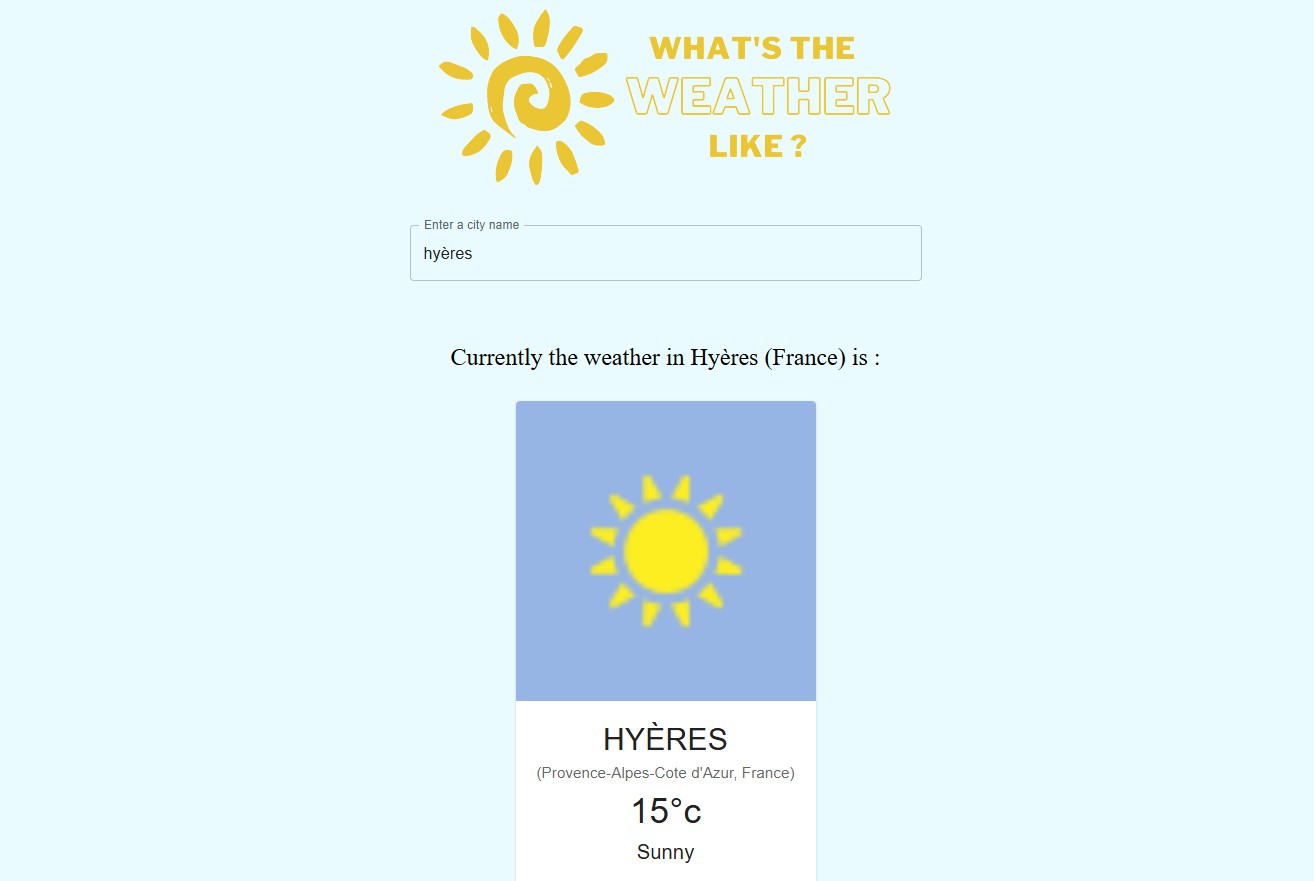 WHAT'S THE
WEATHER
LIKE ?
Enter a city name
hyères
Currently the weather in Hyères (France) is :
HYÈRES
(Provence-Alpes-Cote d'Azur, France)
15°c
Sunny